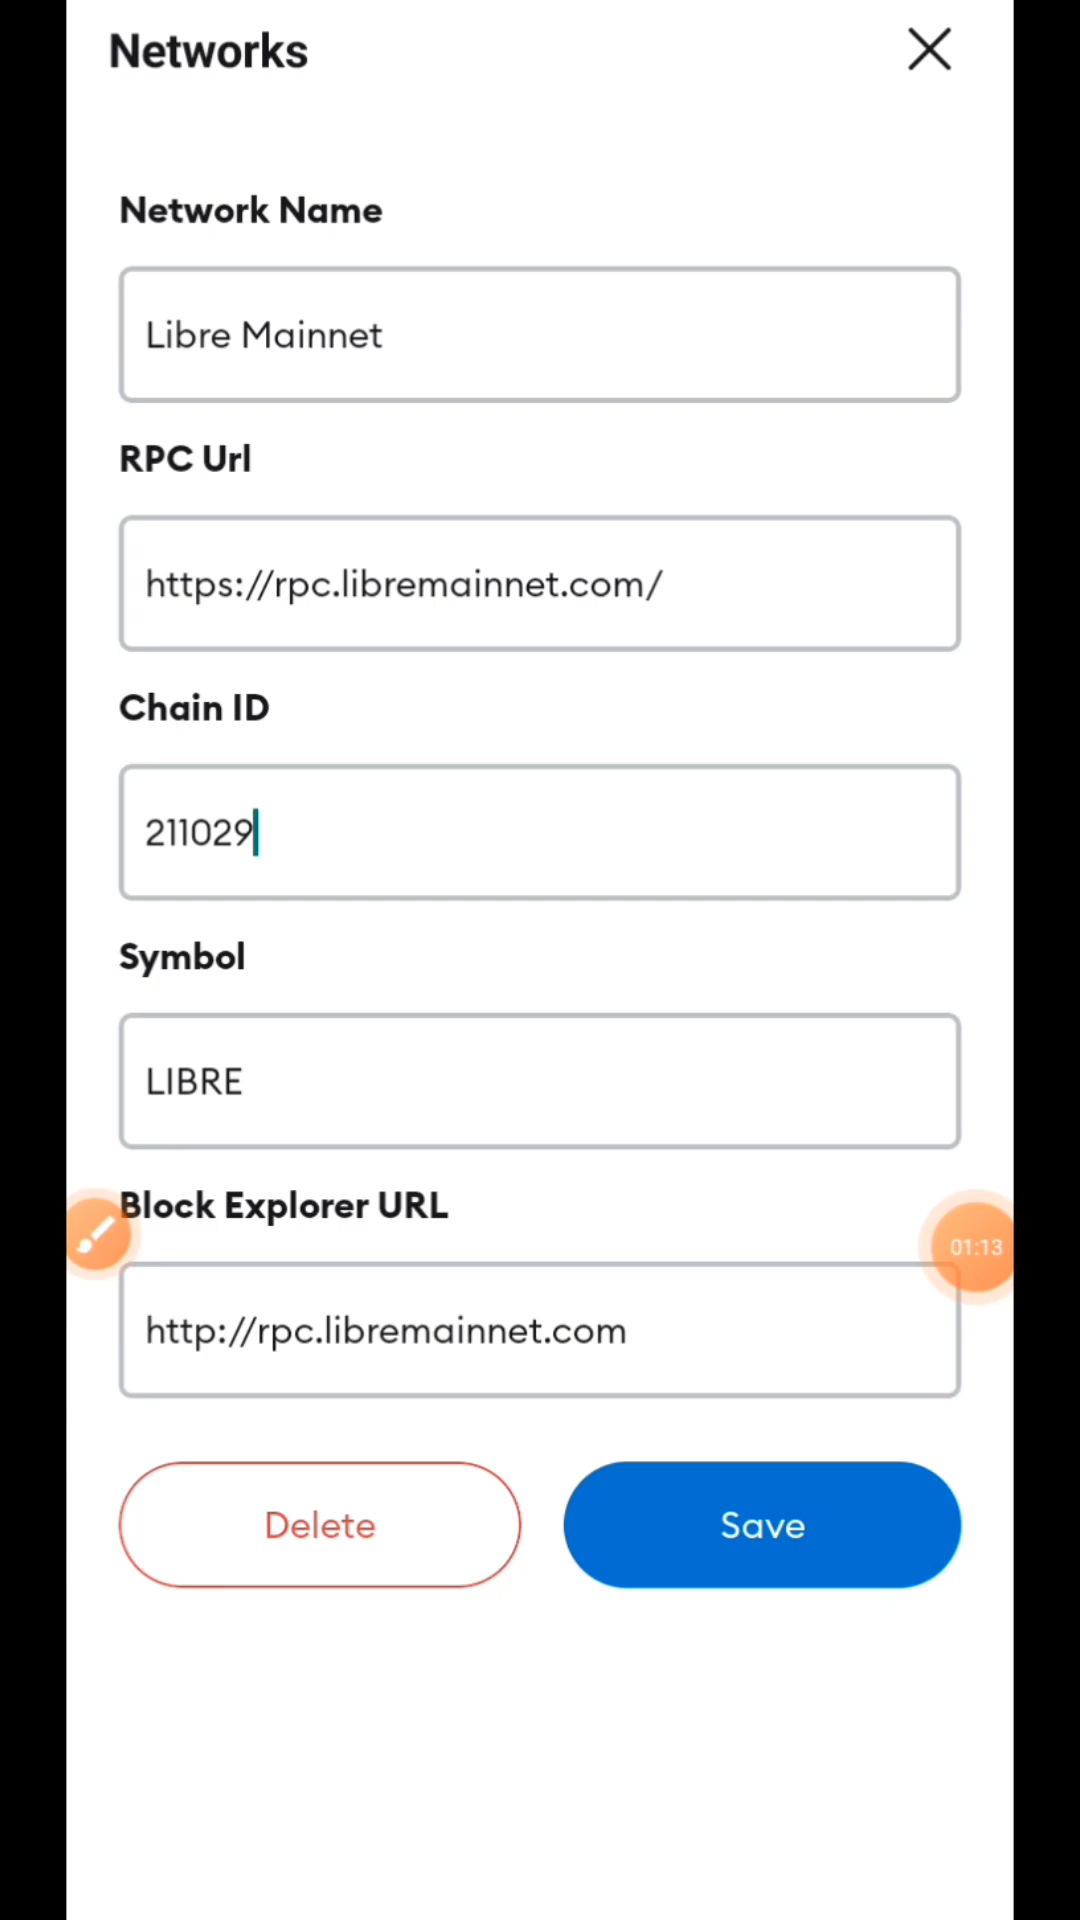 Networks
Network Name
Libre Mainnet
RPC Url
https://rpc.libremainnet.com/
Chain ID
211029
Symbol
LIBRE
Block Explorer URL
01:13
http://rpc.libremainnet.com
Delete
Save